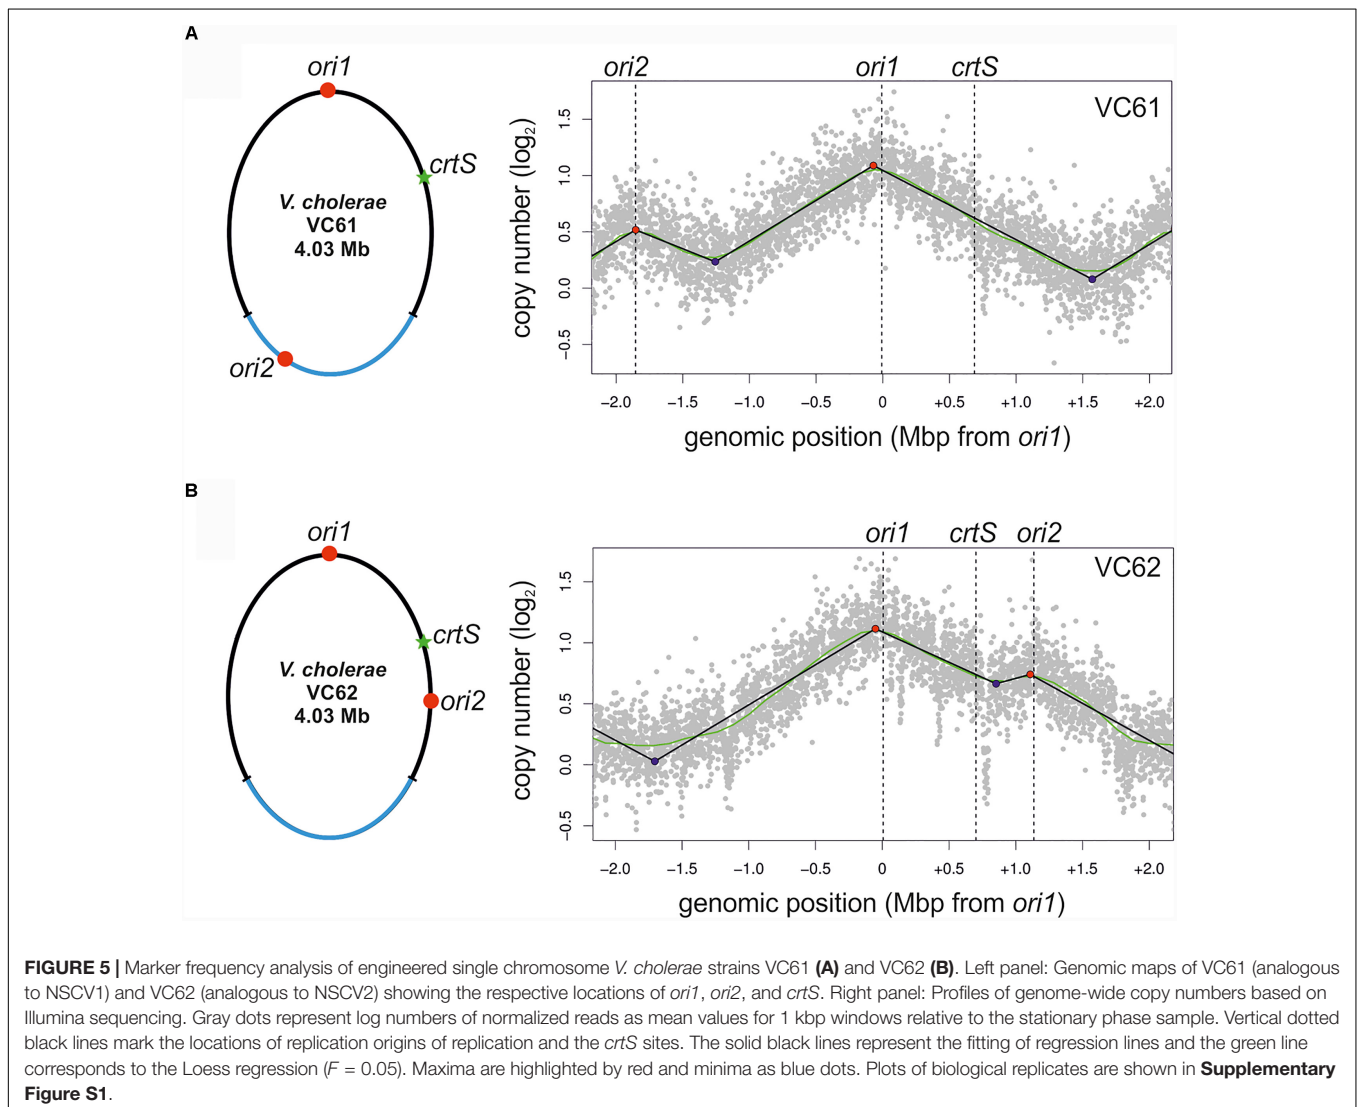 A
ori1
crtS
V. cholerae
VC61
4.03 Mb
ori2
ori2
ori1
crtS
VC61
copy number (log2)
1.5
1.0
0.5
0.0
−0.5
−2.0
−1.5
−1.0
−0.5
0
+0.5
+1.0
+1.5
+2.0
genomic position (Mbp from ori1)
B
ori1
crtS
V. cholerae
VC62
4.03 Mb
ori2
ori1
crtS
ori2
VC62
copy number (log2)
1.5
1.0
0.5
0.0
−0.5
−2.0
−1.5
−1.0
−0.5
0
+0.5
+1.0
+1.5
+2.0
genomic position (Mbp from ori1)
FIGURE 5 | Marker frequency analysis of engineered single chromosome V. cholerae strains VC61 (A) and VC62 (B). Left panel: Genomic maps of VC61 (analogous
to NSCV1) and VC62 (analogous to NSCV2) showing the respective locations of ori1, ori2, and crtS. Right panel: Profiles of genome-wide copy numbers based on
Illumina sequencing. Gray dots represent log numbers of normalized reads as mean values for 1 kbp windows relative to the stationary phase sample. Vertical dotted
black lines mark the locations of replication origins of replication and the crtS sites. The solid black lines represent the fitting of regression lines and the green line
corresponds to the Loess regression (F = 0.05). Maxima are highlighted by red and minima as blue dots. Plots of biological replicates are shown in Supplementary
Figure S1.